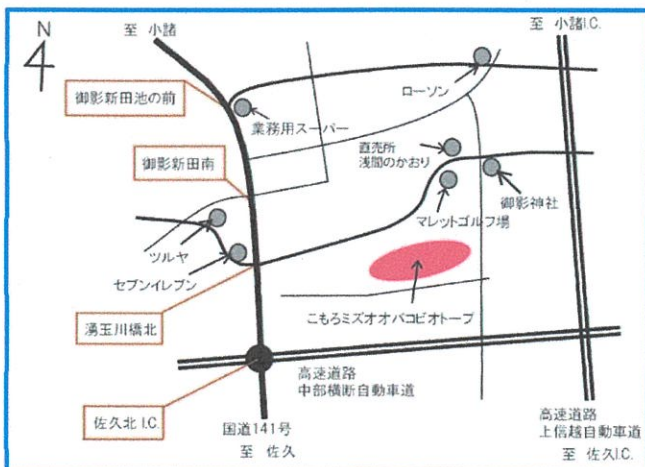 N
至 小諸
至 小諸I.C.
御影新田池の前
ローソン
業務用スーパー
直売所
浅間のかおり
御影新田南
御影神社
マレットゴルフ場
ツルヤ
セブンイレブン
こもろミズオオバコビオトープ
湧玉川橋北
高速道路
中部横断自動車道
佐久北 I.C.
国道141号
至 佐久
高速道路
上信越自動車道
至 佐久I.C.